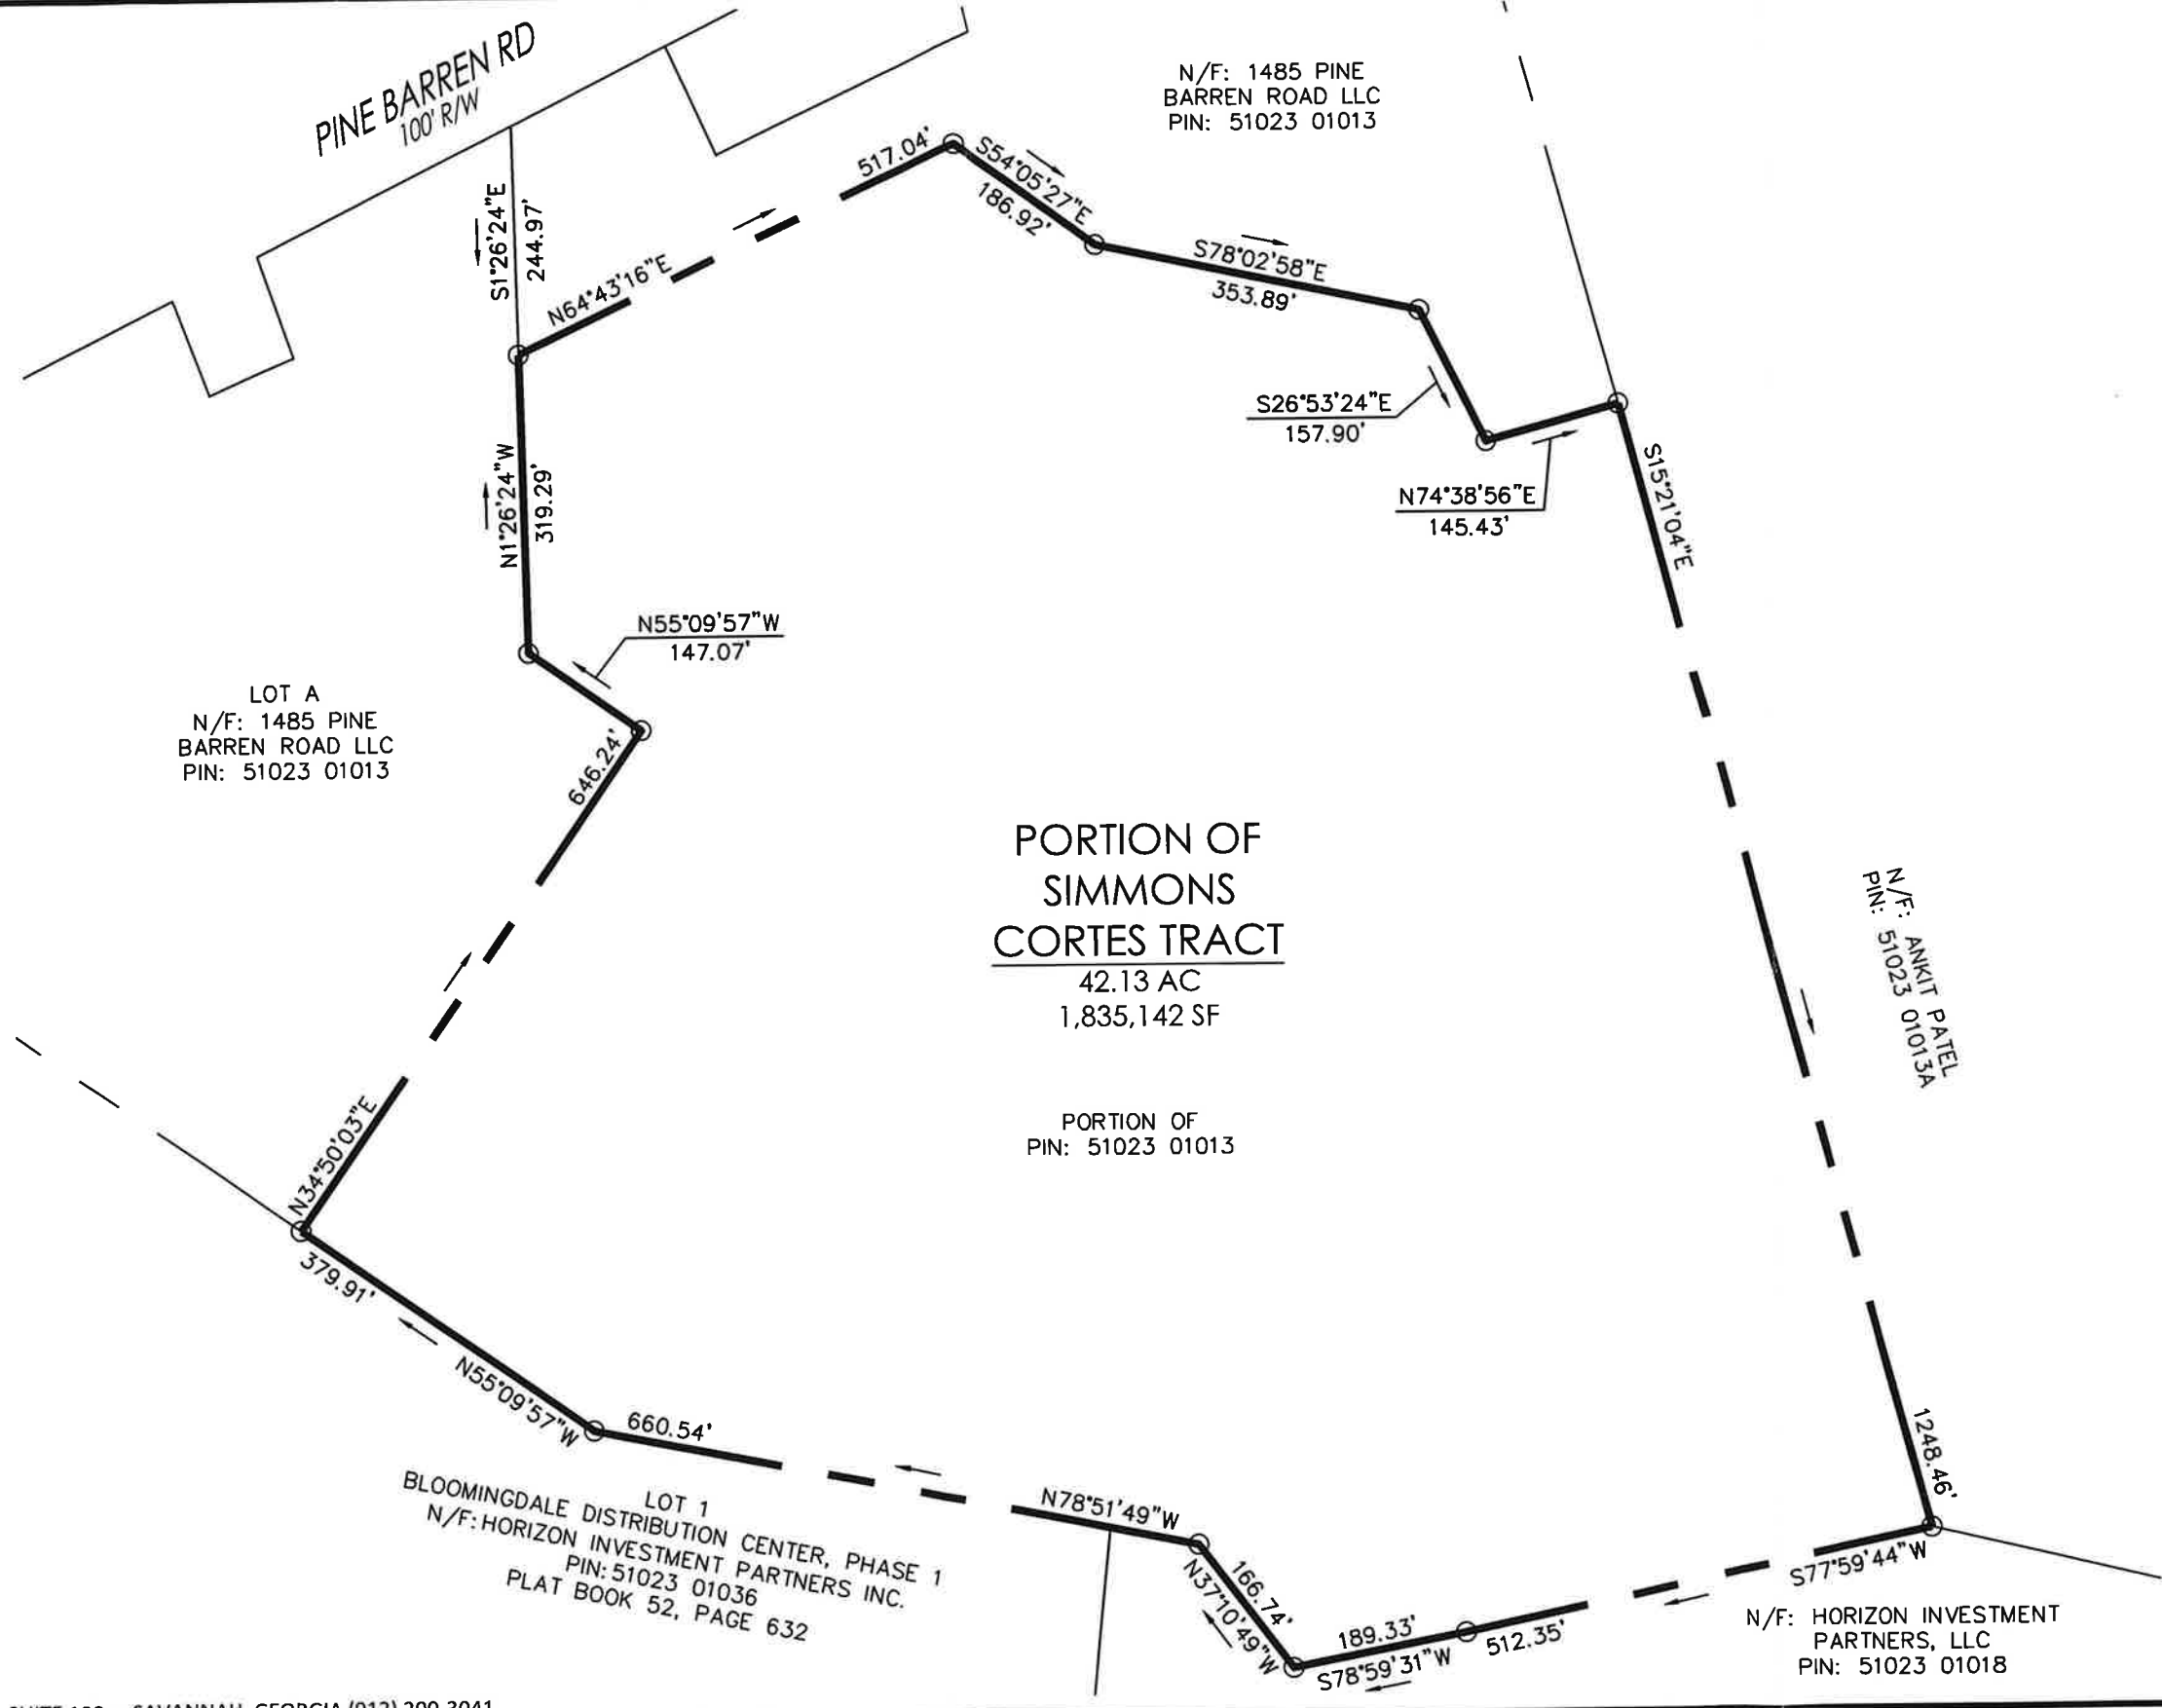 PINE BARREN RD
100' R/W
N/F: 1485 PINE
BARREN ROAD LLC
PIN: 51023 01013
S1°26'24"E
244.97'
N64°43'16"E
517.04'
S54°05'27"E
186.92'
S78°02'58"E
353.89'
S26°53'24"E
157.90'
N74°38'56"E
145.43'
S15°21'04"E
1248.46'
N1°26'24"W
319.29'
N55°09'57"W
147.07'
LOT A
N/F: 1485 PINE
BARREN ROAD LLC
PIN: 51023 01013
646.24'
N34°50'03"E
PORTION OF
SIMMONS
CORTES TRACT
42.13 AC
1,835,142 SF
PORTION OF
PIN: 51023 01013
N/F: ANKIT PATEL
PIN: 51023 01013A
379.91'
N55°09'57"W
660.54'
N78°51'49"W
166.74'
N37°10'49"W
189.33'
S78°59'31"W
512.35'
S77°59'44"W
LOT 1
BLOOMINGDALE DISTRIBUTION CENTER, PHASE 1
N/F: HORIZON INVESTMENT PARTNERS INC.
PIN: 51023 01036
PLAT BOOK 52, PAGE 632
N/F: HORIZON INVESTMENT
PARTNERS, LLC
PIN: 51023 01018
SAVANNAH, GEORGIA (912) 200-3041